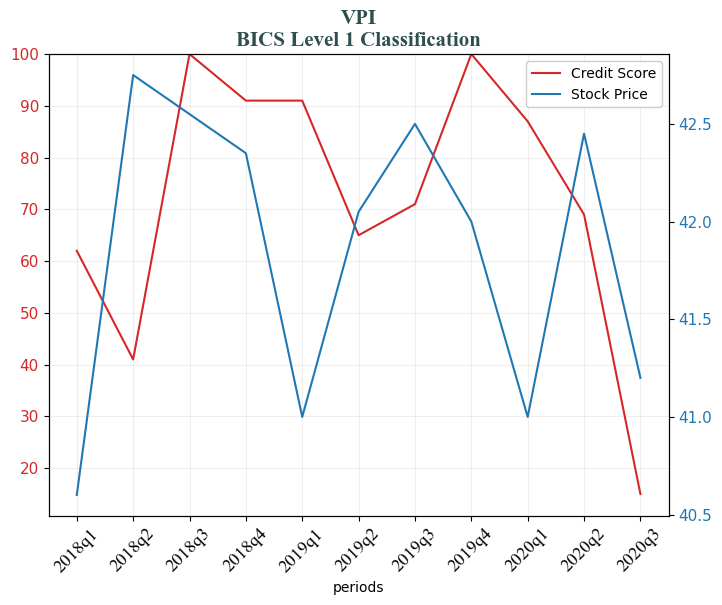 VPI
BICS Level 1 Classification
Credit Score
Stock Price
100
90
80
70
60
50
40
30
20
42.5
42.0
41.5
41.0
40.5
2018q1
2018q2
2018q3
2018q4
2019q1
2019q2
2019q3
2019q4
2020q1
2020q2
2020q3
periods